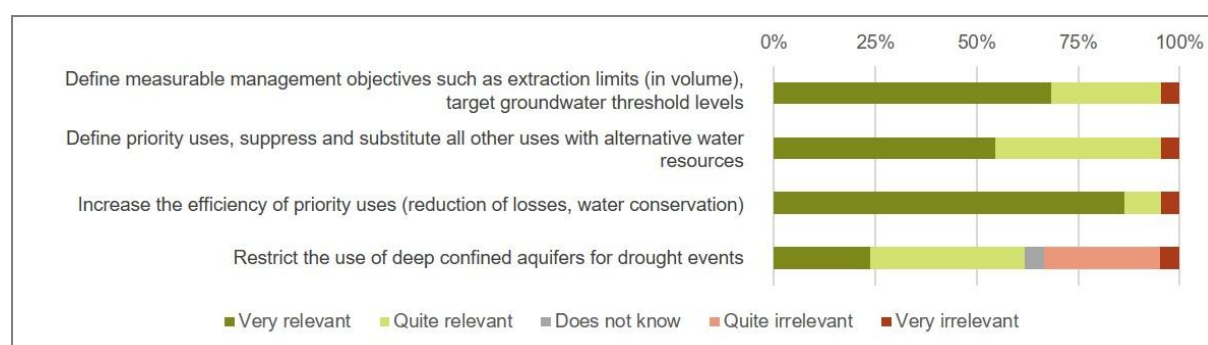 0% 25% 50% 75% 100%
Define measurable management objectives such as extraction limits (in volume),
target groundwater threshold levels
Define priority uses, suppress and substitute all other uses with alternative water
resources
Increase the efficiency of priority uses (reduction of losses, water conservation)
Restrict the use of deep confined aquifers for drought events
Very relevant Quite relevant Does not know Quite irrelevant Very irrelevant